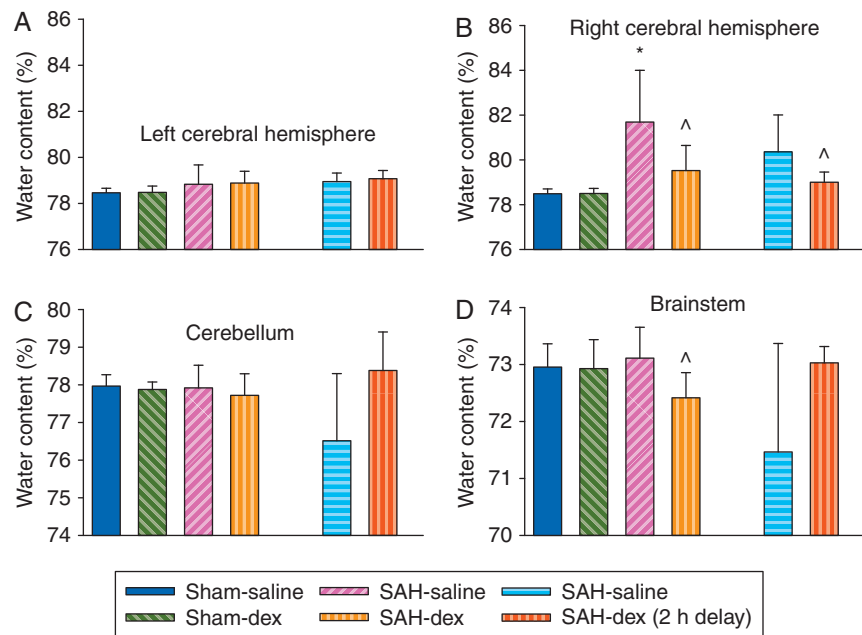 A
86
84
82
80
78
76
Water content (%)
Left cerebral hemisphere
B
86
84
82
80
78
76
Water content (%)
Right cerebral hemisphere
*
^
^
C
80
79
78
77
76
75
74
Water content (%)
Cerebellum
D
74
73
72
71
70
Water content (%)
Brainstem
^
Sham-saline
SAH-saline
SAH-saline
Sham-dex
SAH-dex
SAH-dex (2 h delay)